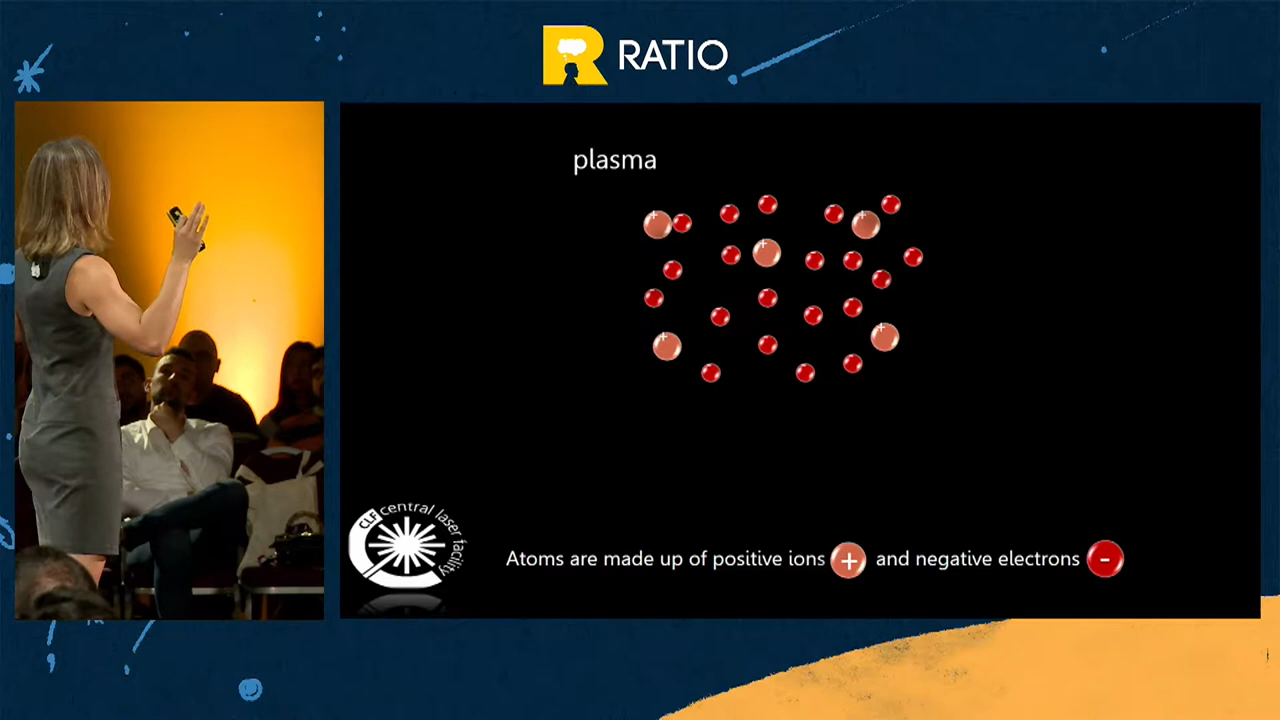 RATIO
plasma
+
+
+
+
+
CLF central laser facility
Atoms are made up of positive ions + and negative electrons -